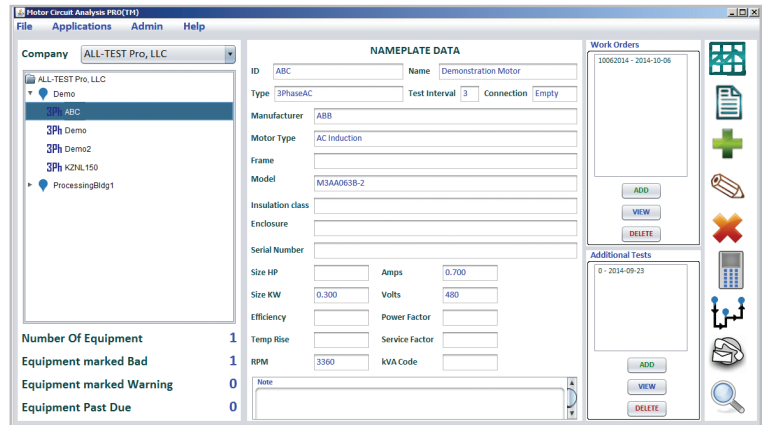 Motor Circuit Analysis PRO(TM)
File Applications Admin Help
Company ALL-TEST Pro, LLC
ALL-TEST Pro, LLC
Demo
3Ph ABC
3Ph Demo
3Ph Demo2
3Ph KZNL150
ProcessingBldg1
Number Of Equipment 1
Equipment marked Bad 1
Equipment marked Warning 0
Equipment Past Due 0
NAMEPLATE DATA
ID ABC Name Demonstration Motor
Type 3PhaseAC Test Interval 3 Connection Empty
Manufacturer ABB
Motor Type AC Induction
Frame
Model M3AA063B-2
Insulation class
Enclosure
Serial Number
Size HP Amps 0.700
Size KW 0.300 Volts 480
Efficiency Power Factor
Temp Rise Service Factor
RPM 3360 kVA Code
Note
Work Orders
10062014 - 2014-10-06
ADD
VIEW
DELETE
Additional Tests
0 - 2014-09-23
ADD
VIEW
DELETE